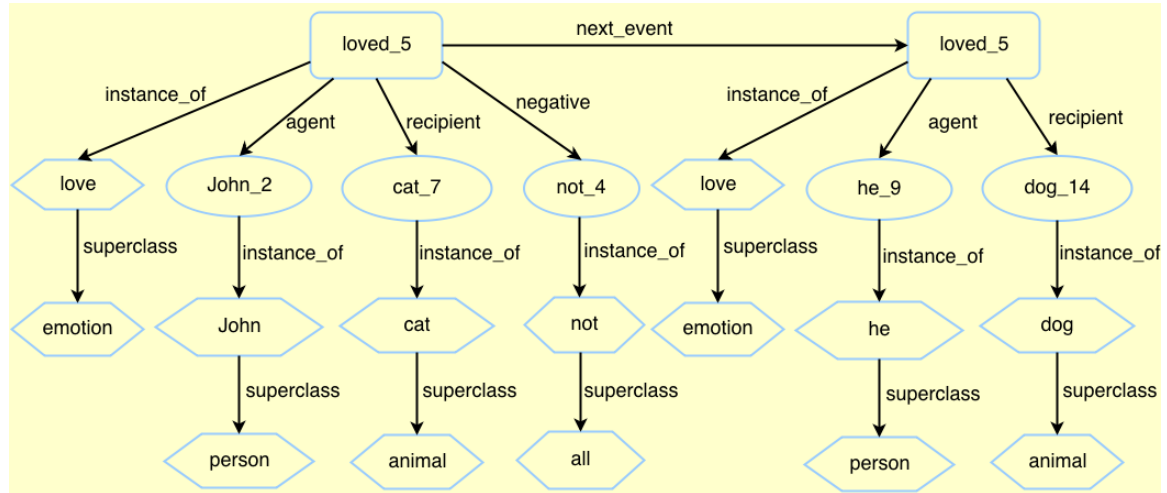 next_event
loved_5 loved_5
instance_of agent recipient negative instance_of agent recipient
love John_2 cat_7 not_4 love he_9 dog_14
superclass instance_of instance_of instance_of superclass instance_of instance_of
emotion John cat not emotion he dog
superclass superclass superclass superclass superclass
person animal all person animal